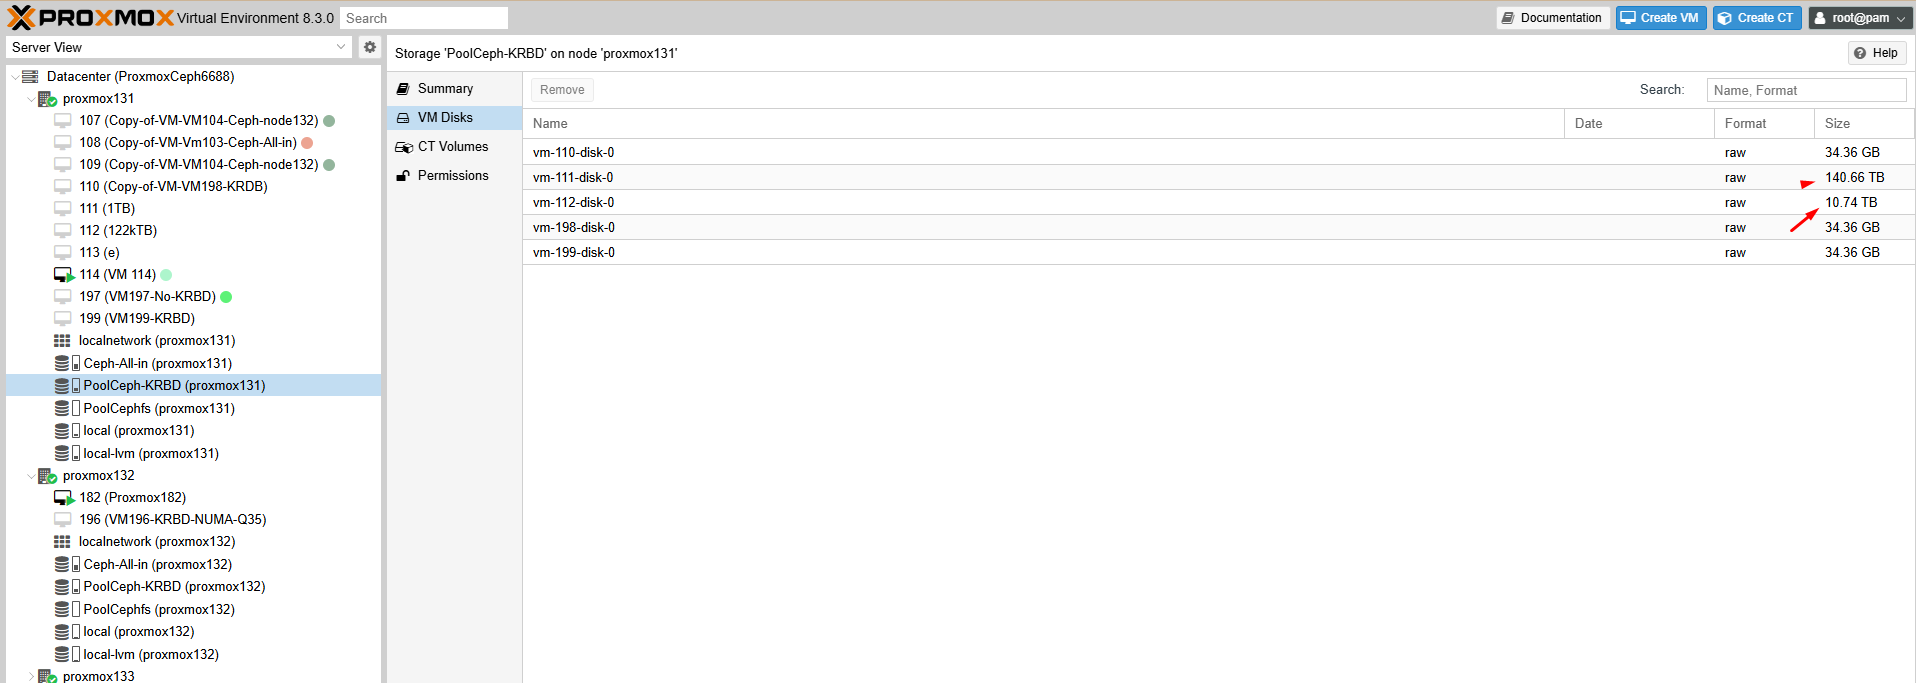 PROXMOX Virtual Environment 8.3.0 Search Documentation Create VM Create CT root@pam
Server View
Storage 'PoolCeph-KRBD' on node 'proxmox131' Help
Datacenter (ProxmoxCeph6688)
proxmox131
107 (Copy-of-VM-VM104-Ceph-node132)
108 (Copy-of-VM-Vm103-Ceph-All-in)
109 (Copy-of-VM-VM104-Ceph-node132)
110 (Copy-of-VM-VM198-KRDB)
111 (1TB)
112 (122kTB)
113 (e)
114 (VM 114)
197 (VM197-No-KRBD)
199 (VM199-KRBD)
localnetwork (proxmox131)
Ceph-All-in (proxmox131)
PoolCeph-KRBD (proxmox131)
PoolCephfs (proxmox131)
local (proxmox131)
local-lvm (proxmox131)
proxmox132
182 (Proxmox182)
196 (VM196-KRBD-NUMA-Q35)
localnetwork (proxmox132)
Ceph-All-in (proxmox132)
PoolCeph-KRBD (proxmox132)
PoolCephfs (proxmox132)
local (proxmox132)
local-lvm (proxmox132)
proxmox133
Summary
VM Disks
CT Volumes
Permissions
Remove Search: Name, Format
Name Date Format Size
vm-110-disk-0 raw 34.36 GB
vm-111-disk-0 raw 140.66 TB
vm-112-disk-0 raw 10.74 TB
vm-198-disk-0 raw 34.36 GB
vm-199-disk-0 raw 34.36 GB